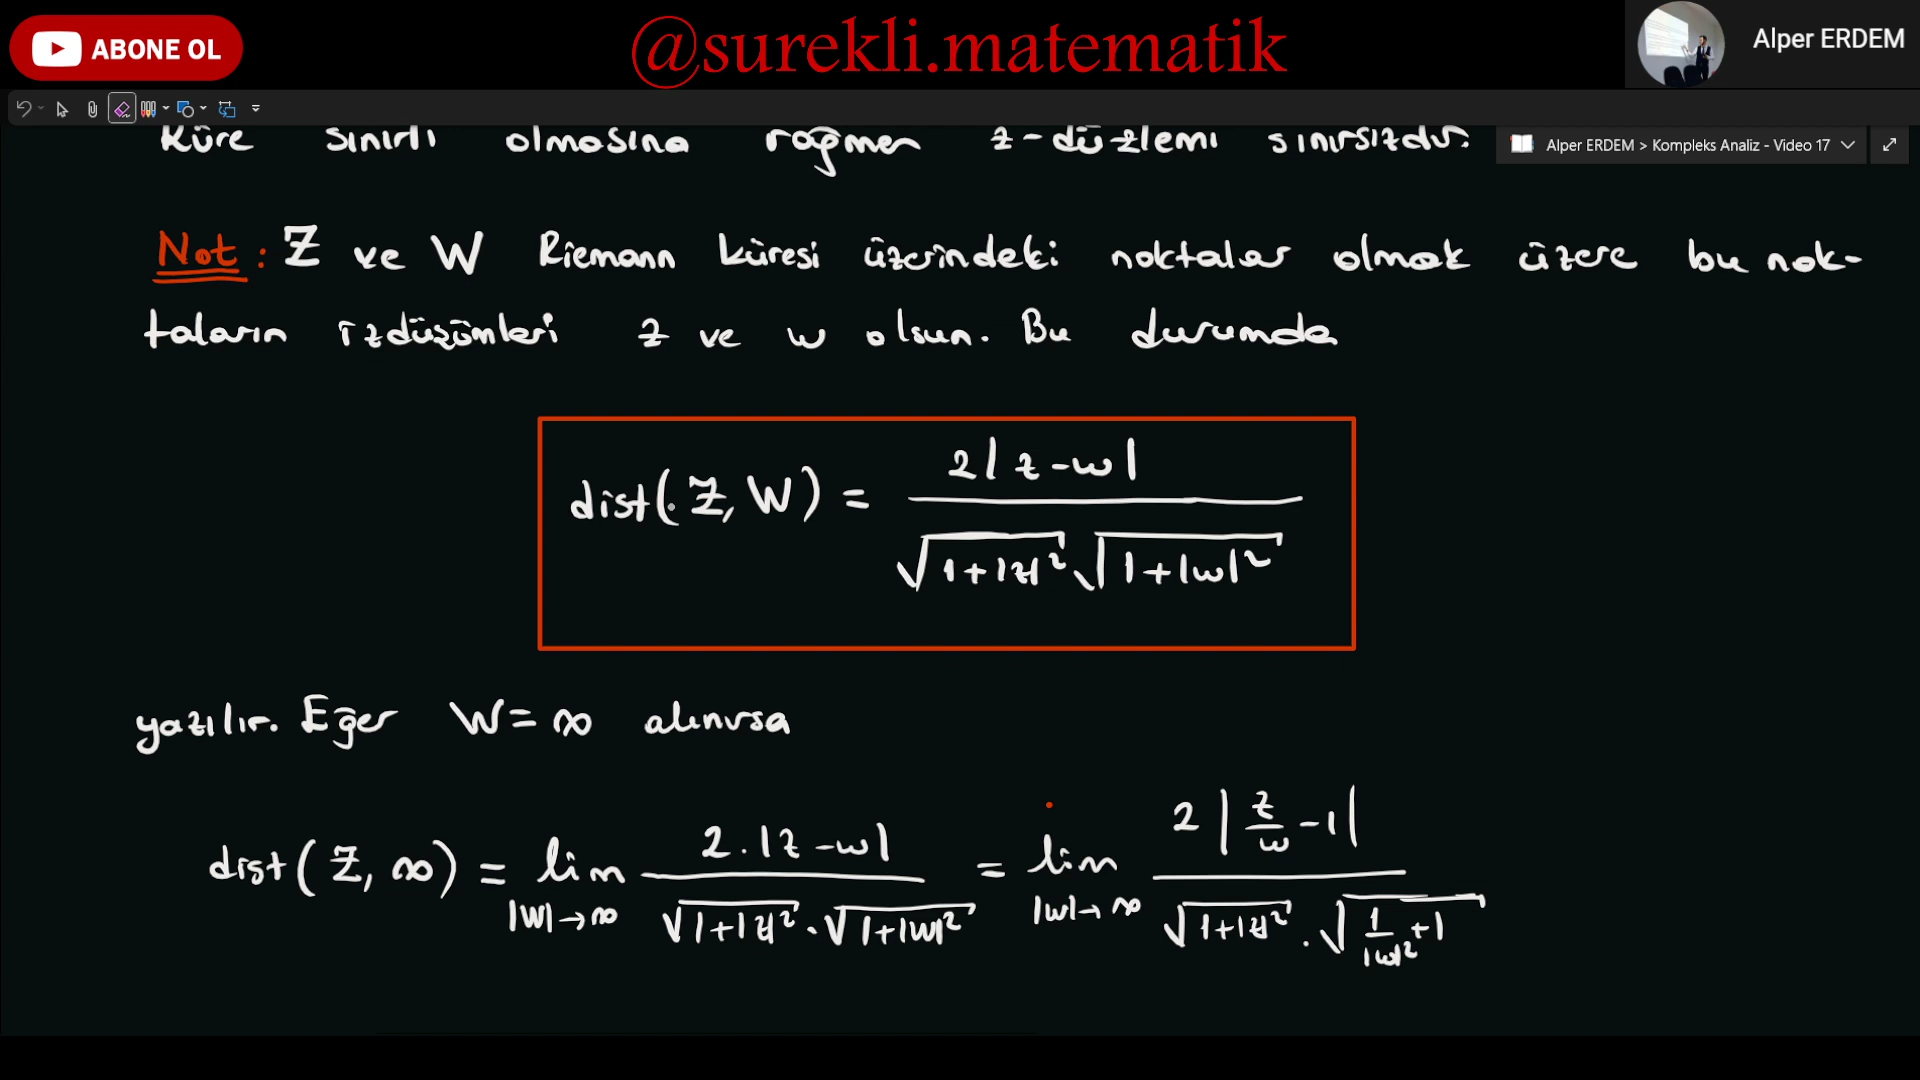 ABONE OL
@surekli.matematik
Alper ERDEM
Küre sınırlı olmasına rağmen z-düzlemi sınırsızdır.
Alper ERDEM > Kompleks Analiz - Video 17
Not: Z ve W Riemann küresi üzerindeki noktalar olmak üzere bu nok-
taların izdüşümleri z ve w olsun. Bu durumda
dist(Z, W) = 2|z-w| / √(1+|z|²) √(1+|w|²)
yazılır. Eğer W=∞ alınırsa
dist(Z, ∞) = lim |w|→∞ 2.|z-w| / √(1+|z|²) . √(1+|w|²) = lim |w|→∞ 2|z/w - 1| / √(1+|z|²) . √(1/|w|² + 1)